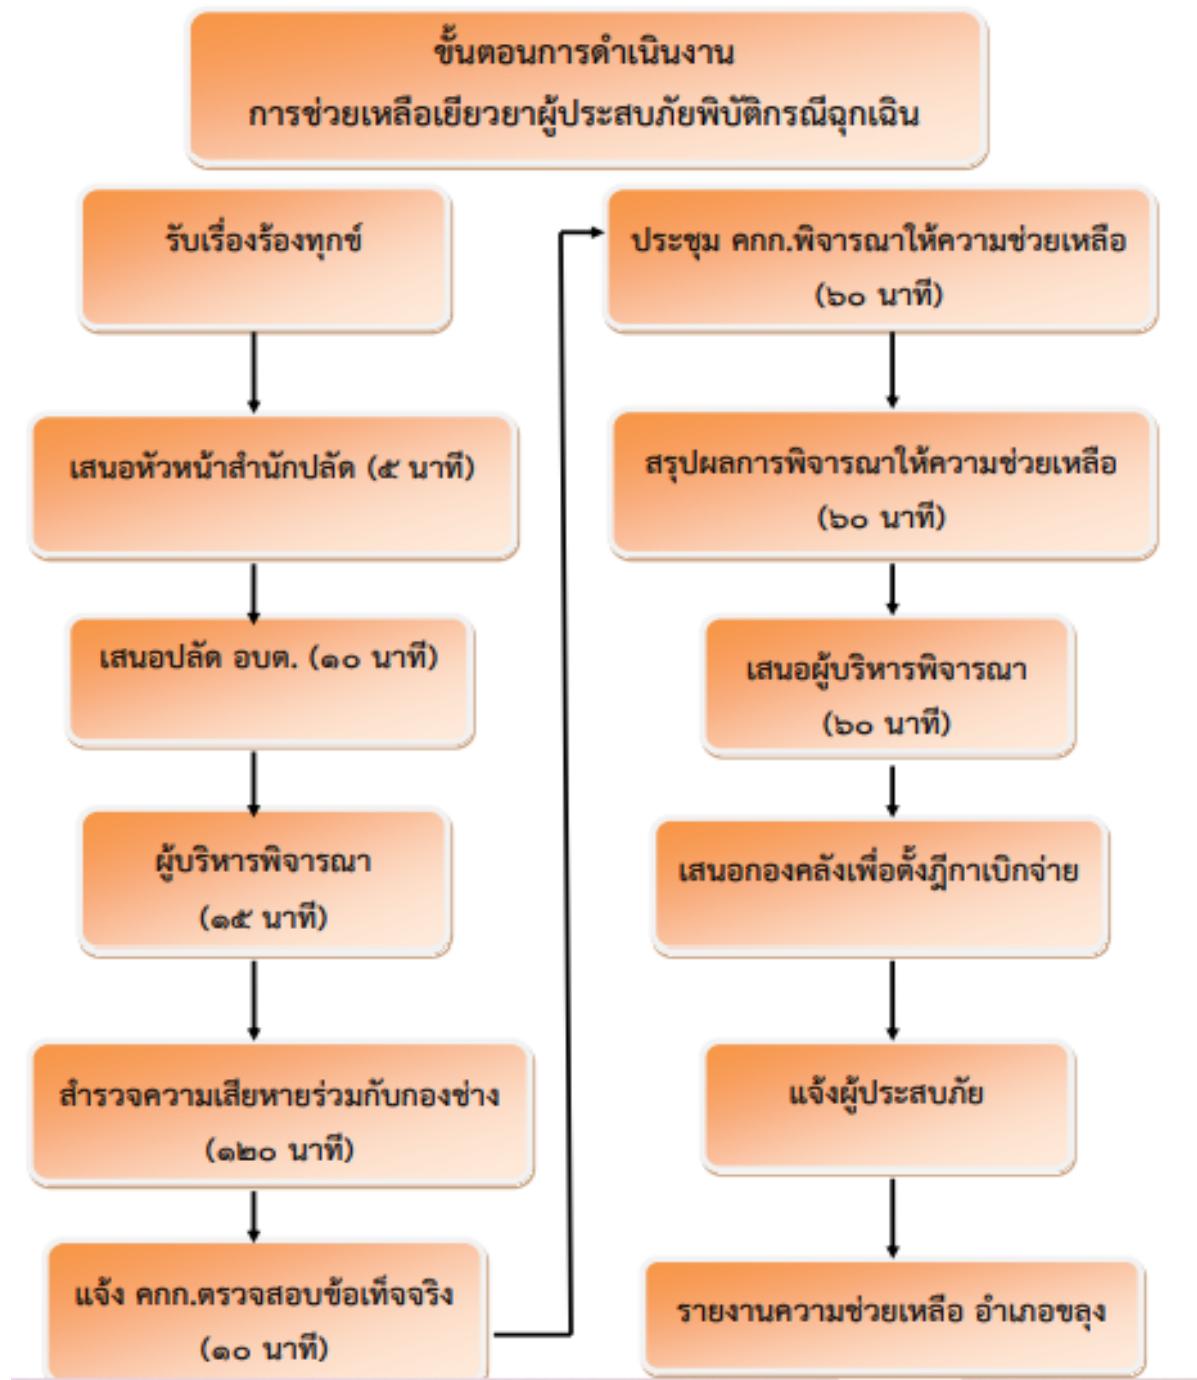 ขั้นตอนการดำเนินงาน
การช่วยเหลือเยียวยาผู้ประสบภัยพิบัติกรณีฉุกเฉิน
รับเรื่องร้องทุกข์
เสนอหัวหน้าสำนักปลัด (๕ นาที)
เสนอปลัด อบต. (๑๐ นาที)
ผู้บริหารพิจารณา
(๑๕ นาที)
สำรวจความเสียหายร่วมกับกองช่าง
(๑๒๐ นาที)
แจ้ง คกก.ตรวจสอบข้อเท็จจริง
(๑๐ นาที)
ประชุม คกก.พิจารณาให้ความช่วยเหลือ
(๖๐ นาที)
สรุปผลการพิจารณาให้ความช่วยเหลือ
(๖๐ นาที)
เสนอผู้บริหารพิจารณา
(๖๐ นาที)
เสนอกองคลังเพื่อตั้งฎีกาเบิกจ่าย
แจ้งผู้ประสบภัย
รายงานความช่วยเหลือ อำเภอขลุง